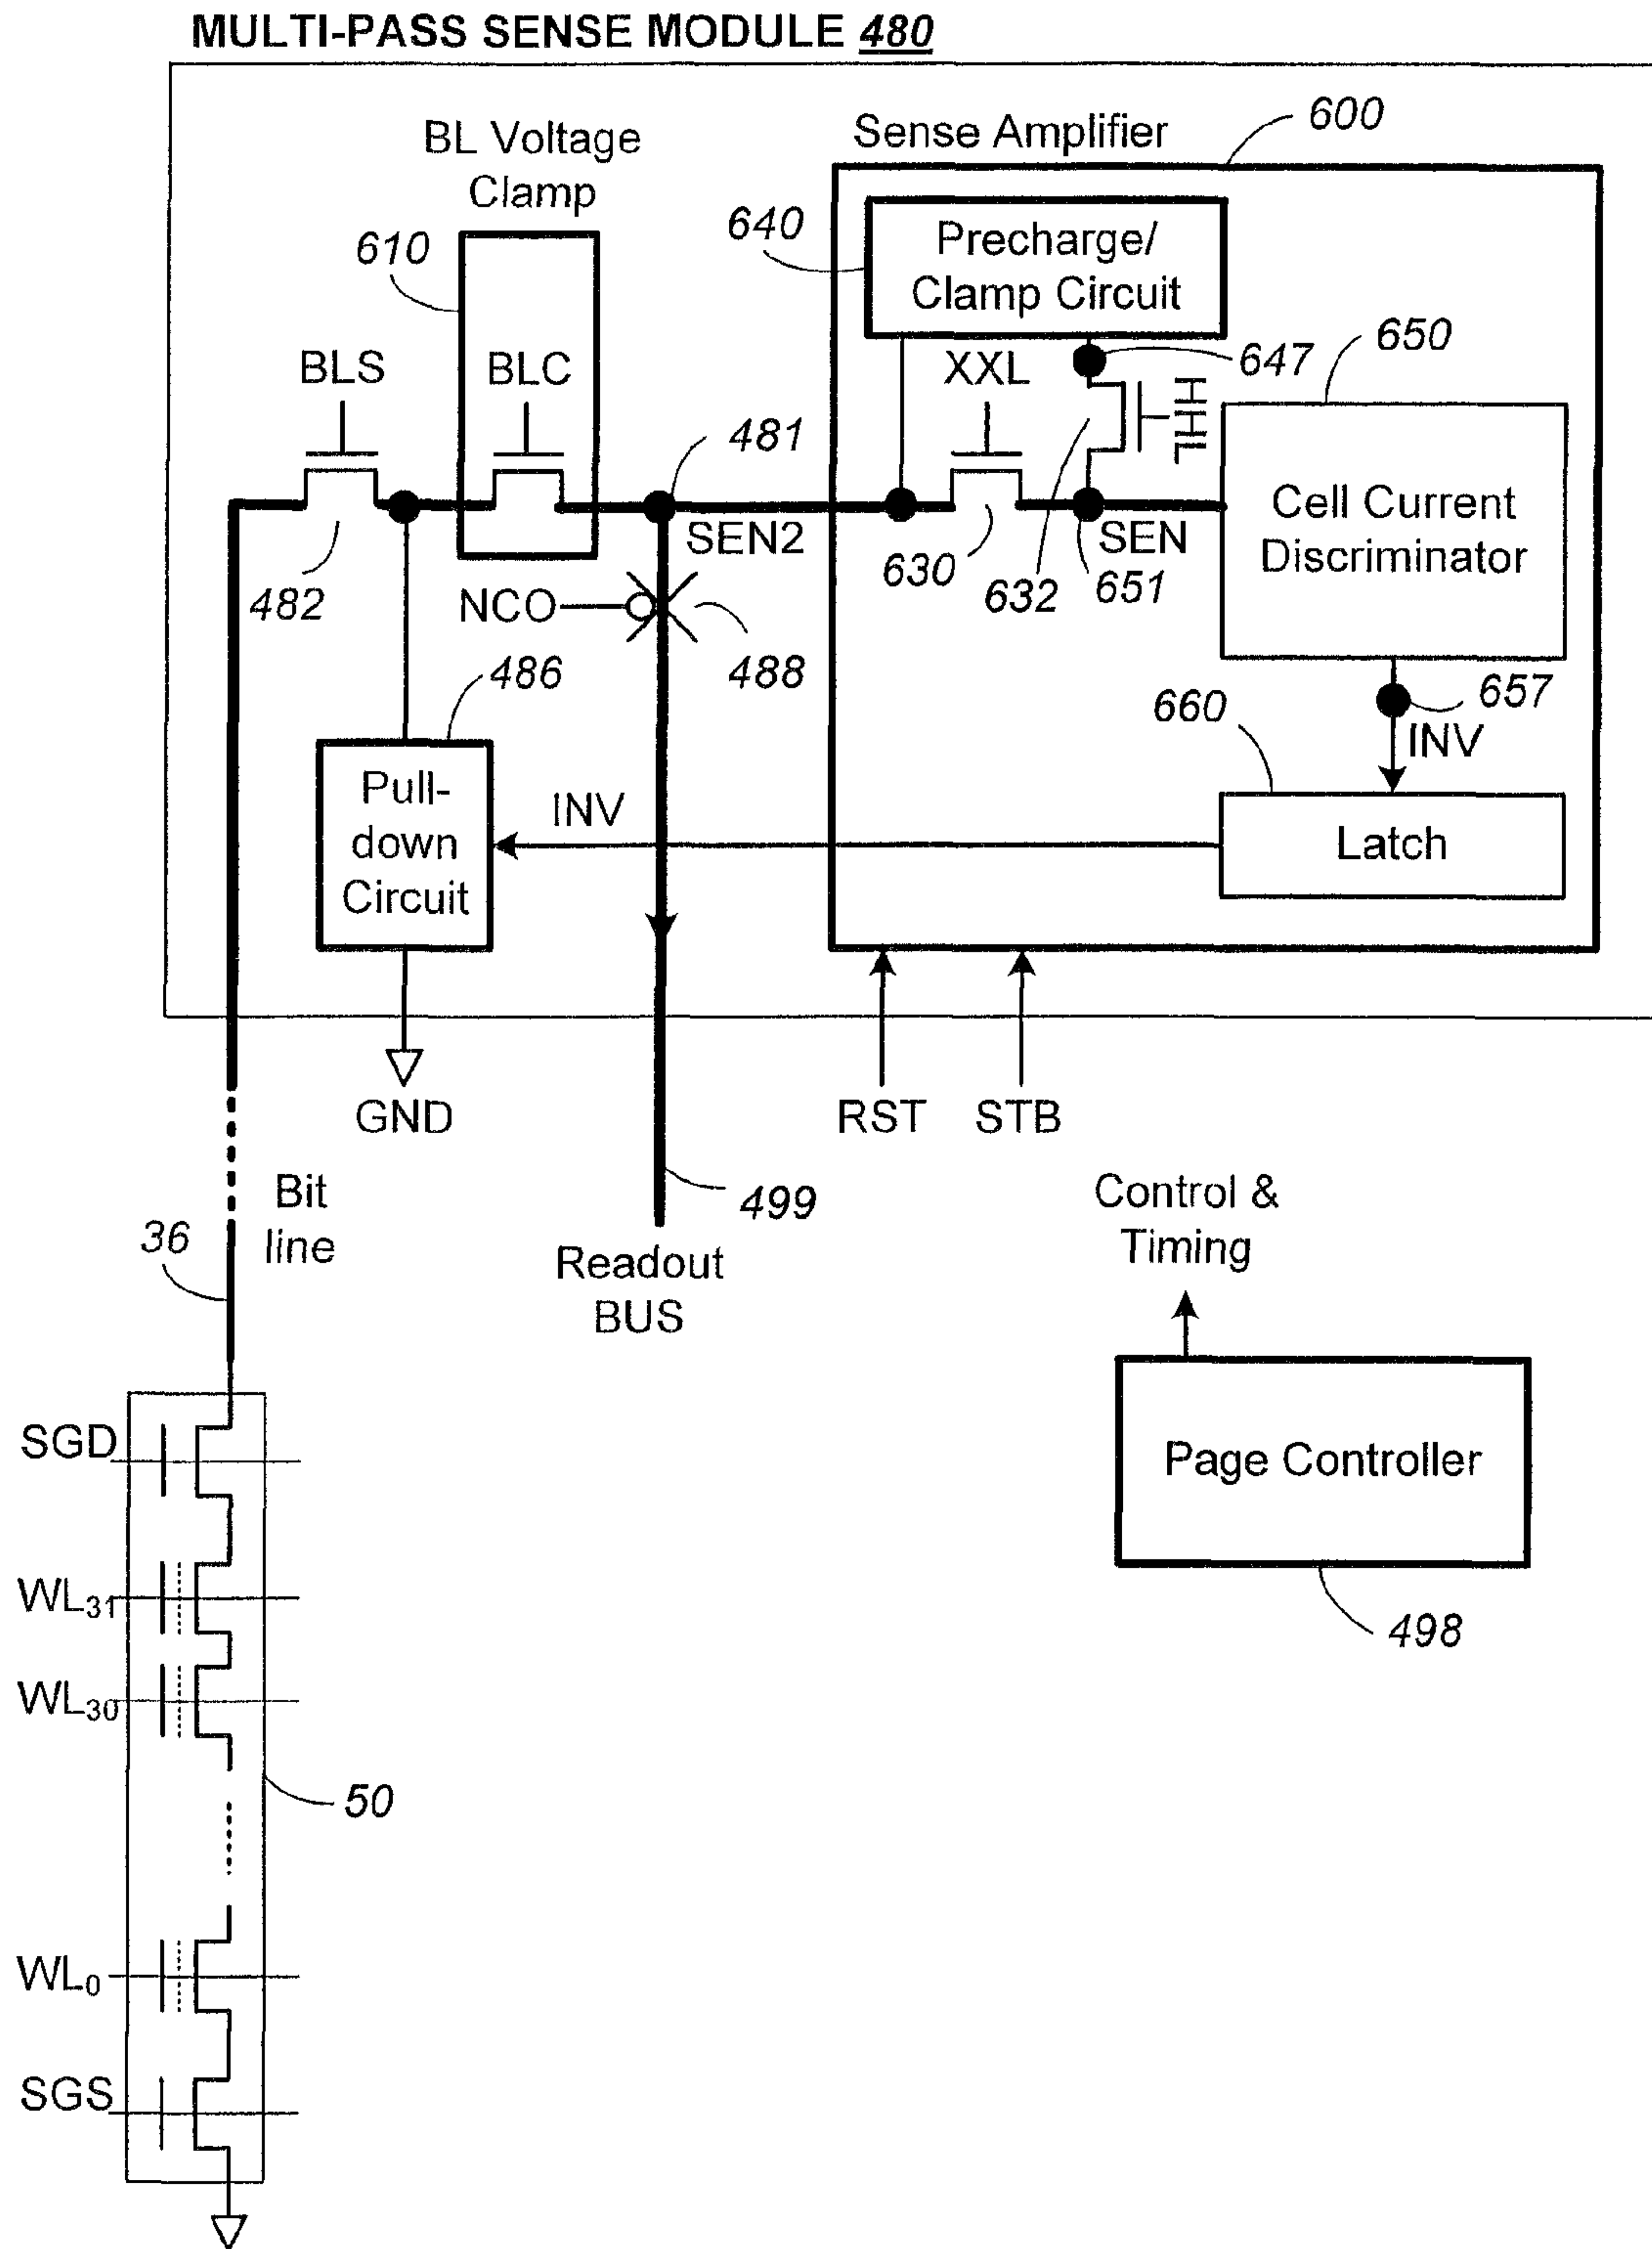 MULTI-PASS SENSE MODULE 480
BL Voltage
Clamp
610
Sense Amplifier
600
640
Precharge/
Clamp Circuit
647
650
BLS
BLC
XXL
HHL
481
SEN2
SEN
482
630
632
651
Cell Current
Discriminator
NCO
488
486
657
INV
660
Pull-
down
Circuit
INV
Latch
GND
RST
STB
36
Bit
line
499
Readout
BUS
Control &
Timing
Page Controller
498
SGD
WL31
WL30
50
WL0
SGS